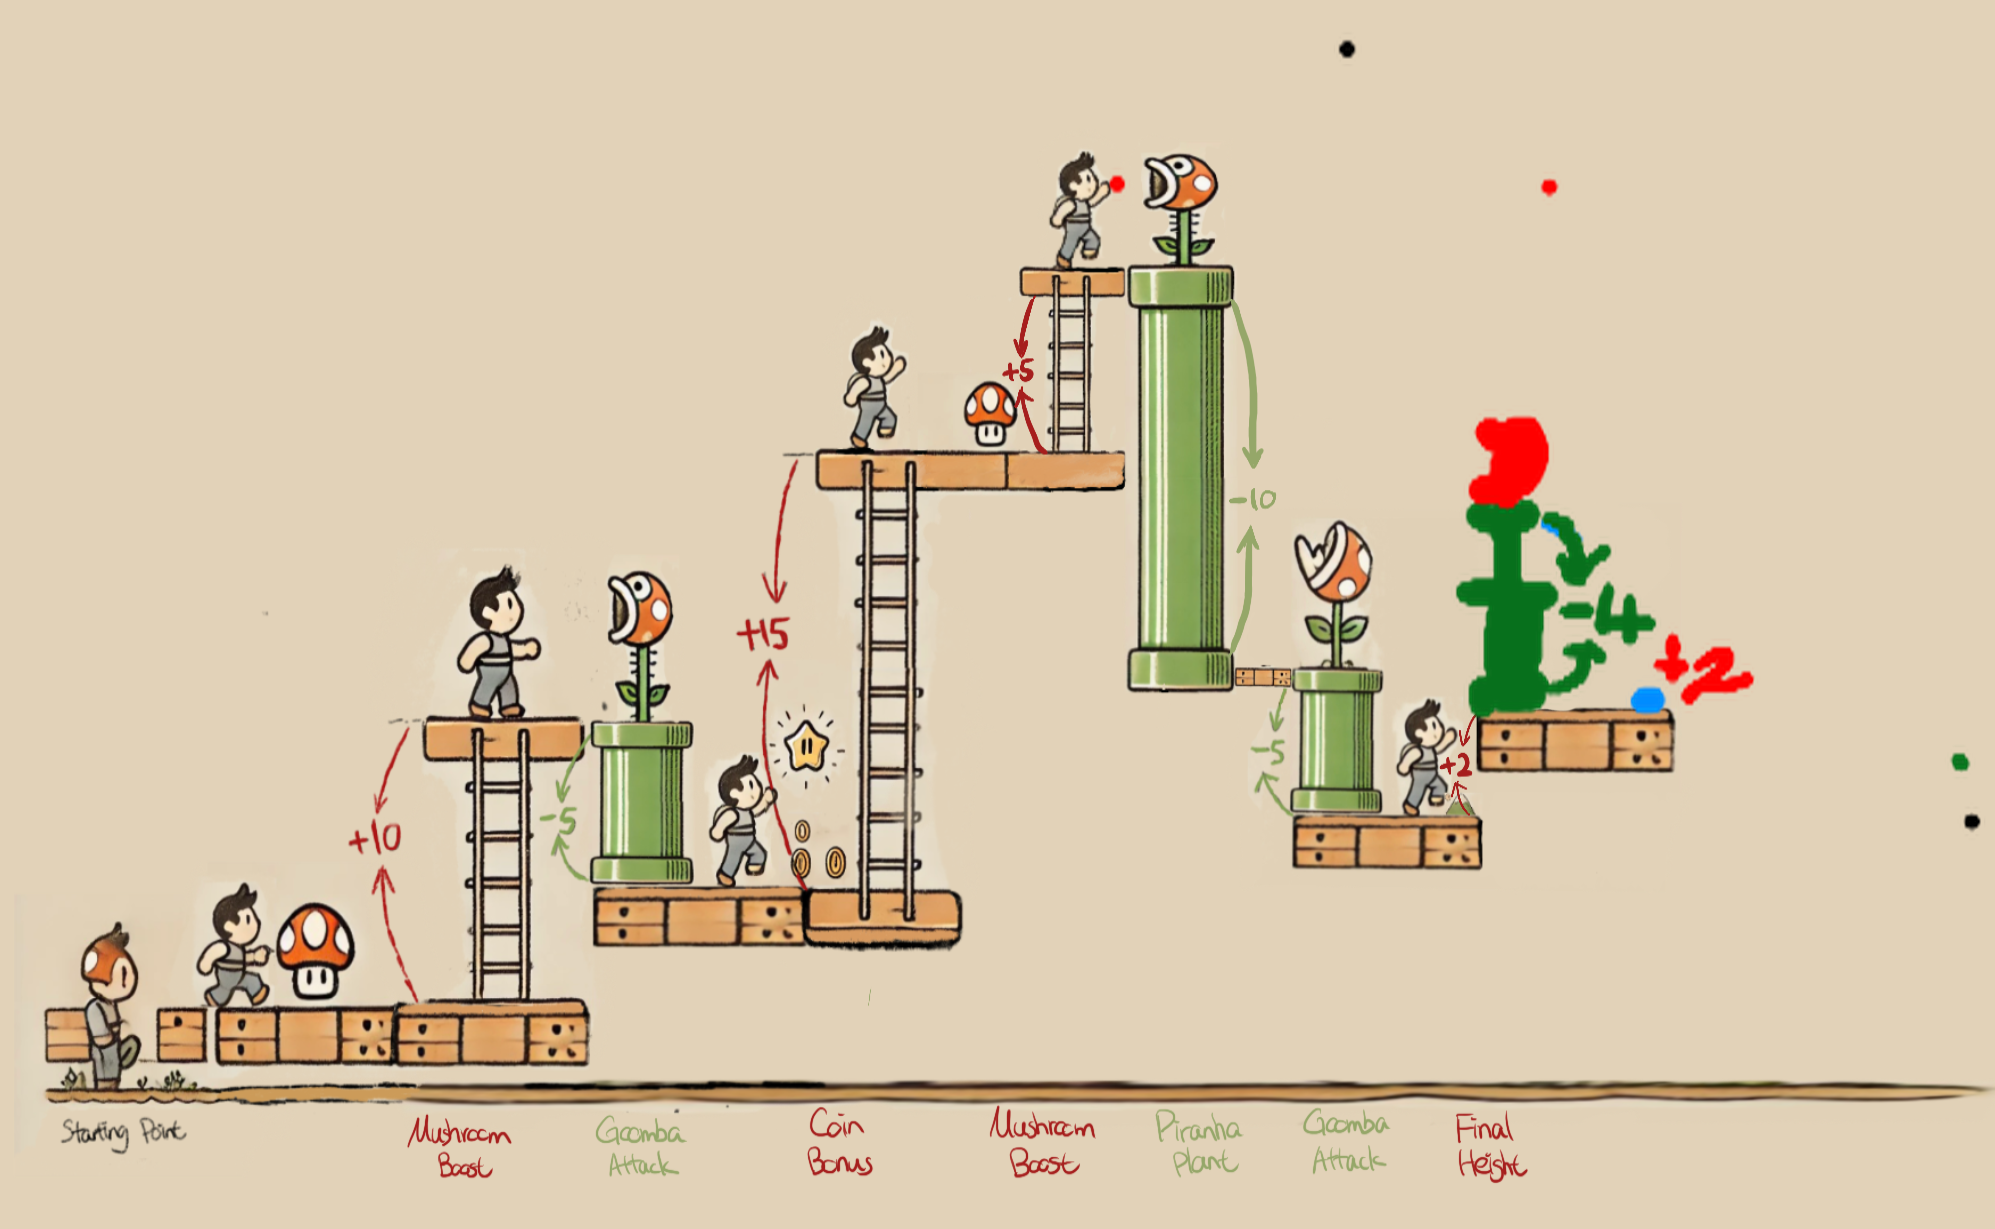 +5
-10
+15
-4
+2
-5
+2
-5
+10
Starting Point
Mushroom
Boost
Goomba
Attack
Coin
Bonus
Mushroom
Boost
Piranha
Plant
Goomba
Attack
Final
Height